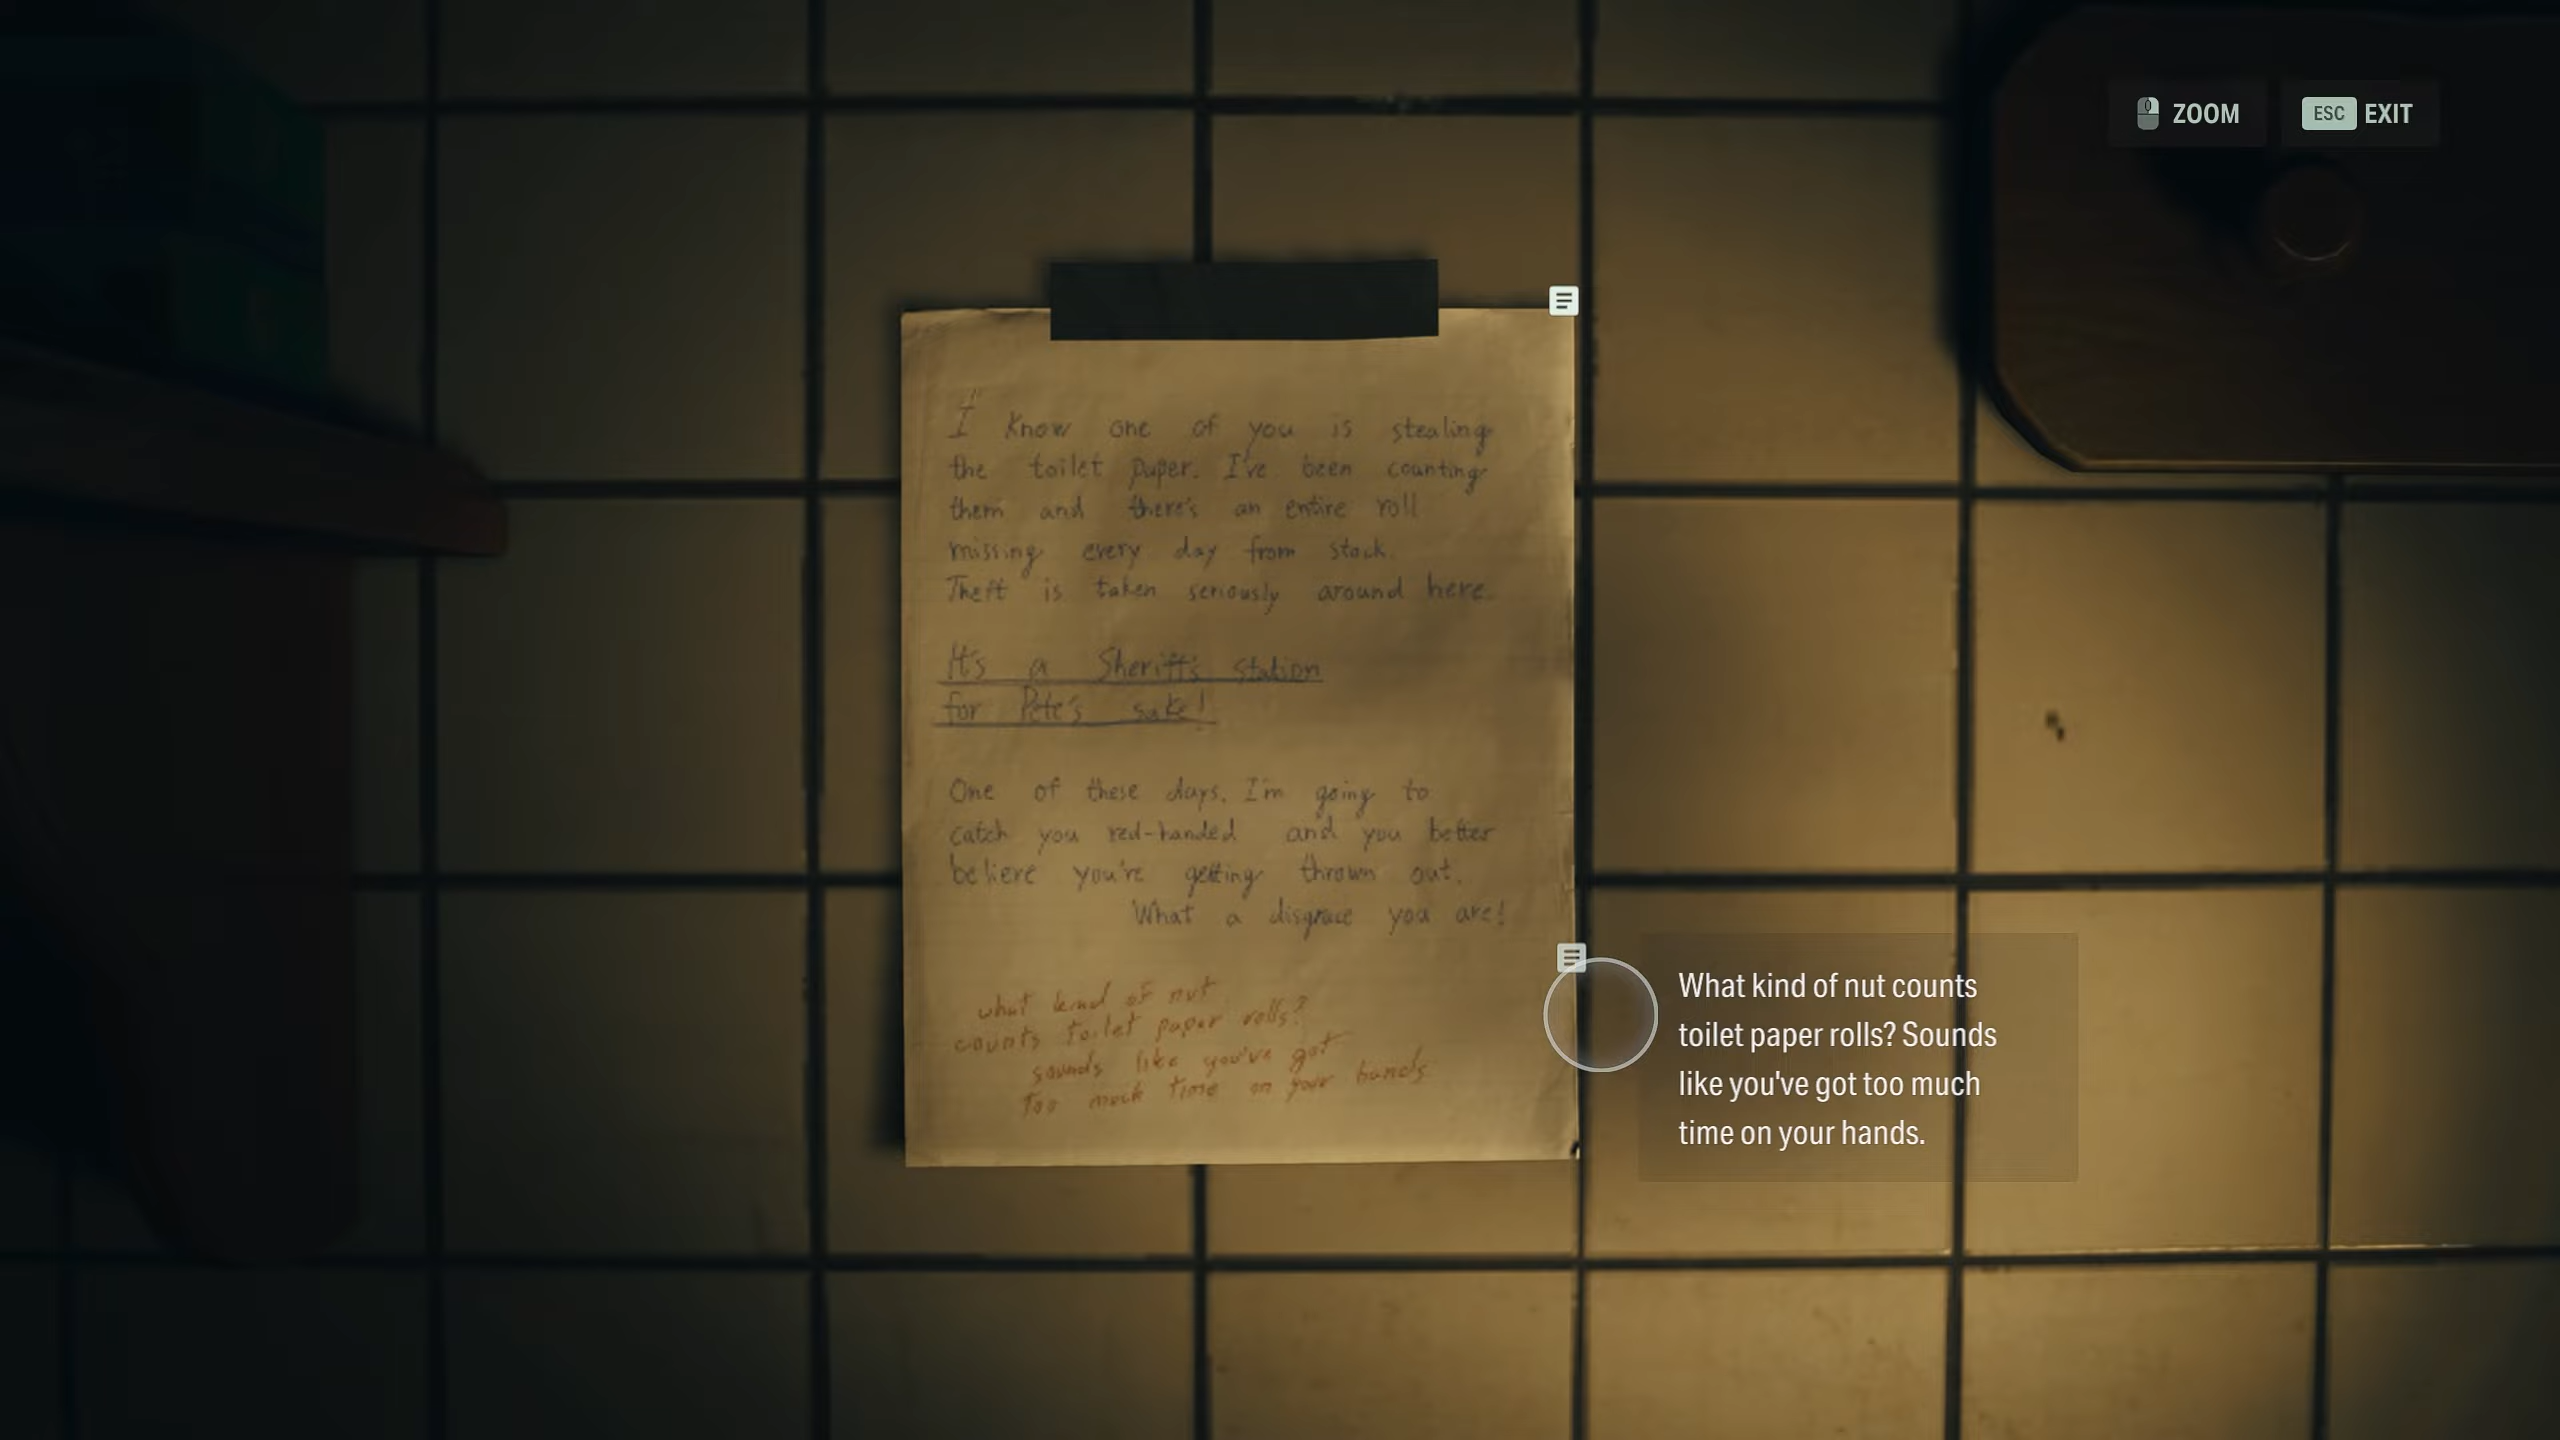 ZOOM
ESC EXIT
I know one of you is stealing
the toilet paper. I've been counting
them and there's an entire roll
missing every day from stock.
Theft is taken seriously around here.
It's a Sheriff's station
for Pete's sake!
One of these days, I'm going to
catch you red-handed and you better
believe you're getting thrown out.
What a disgrace you are!
what kind of nut
counts toilet paper rolls?
sounds like you've got
too much time on your hands
What kind of nut counts
toilet paper rolls? Sounds
like you've got too much
time on your hands.